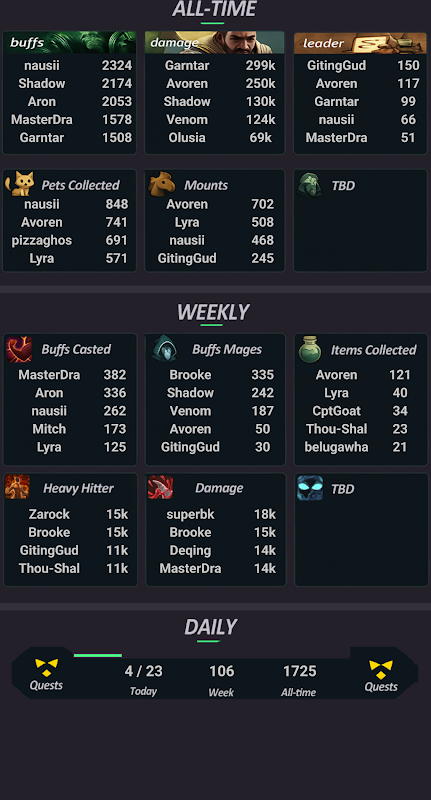 ALL-TIME
buffs
nausii 2324
Shadow 2174
Aron 2053
MasterDra 1578
Garntar 1508
damage
Garntar 299k
Avoren 250k
Shadow 130k
Venom 124k
Olusia 69k
leader
GitingGud 150
Avoren 117
Garntar 99
nausii 66
MasterDra 51
Pets Collected
nausii 848
Avoren 741
pizzaghos 691
Lyra 571
Mounts
Avoren 702
Lyra 508
nausii 468
GitingGud 245
TBD
WEEKLY
Buffs Casted
MasterDra 382
Aron 336
nausii 262
Mitch 173
Lyra 125
Buffs Mages
Brooke 335
Shadow 242
Venom 187
Avoren 50
GitingGud 30
Items Collected
Avoren 121
Lyra 40
CptGoat 34
Thou-Shal 23
belugawha 21
Heavy Hitter
Zarock 15k
Brooke 15k
GitingGud 11k
Thou-Shal 11k
Damage
superbk 18k
Brooke 15k
Deqing 14k
MasterDra 14k
TBD
DAILY
Quests
4 / 23
Today
106
Week
1725
All-time
Quests